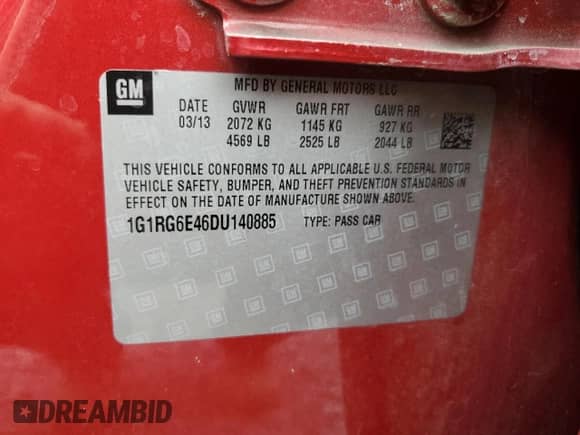 GM
MFD BY GENERAL MOTORS LLC
DATE GVWR GAWR FRT GAWR RR
03/13 2072 KG 1145 KG 927 KG
4569 LB 2525 LB 2044 LB
THIS VEHICLE CONFORMS TO ALL APPLICABLE U.S. FEDERAL MOTOR
VEHICLE SAFETY, BUMPER, AND THEFT PREVENTION STANDARDS IN
EFFECT ON THE DATE OF MANUFACTURE SHOWN ABOVE.
1G1RG6E46DU140885 TYPE: PASS CAR
DREAMBID